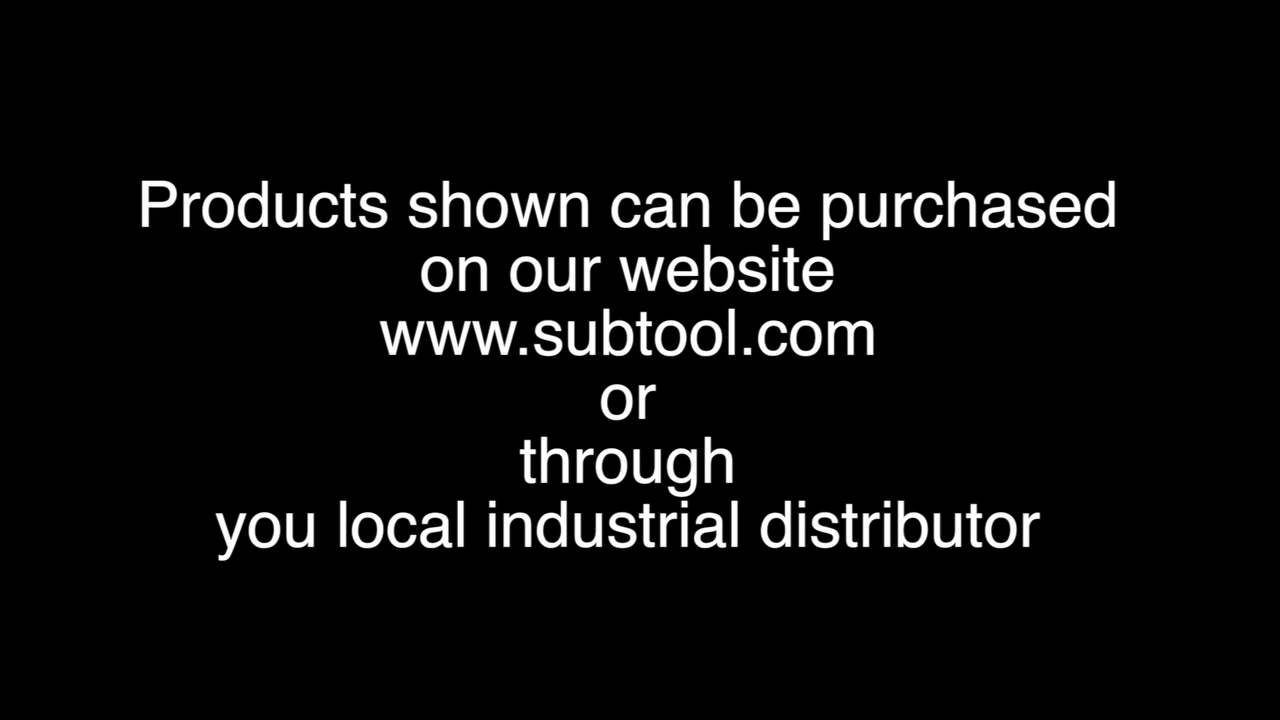 Products shown can be purchased
on our website
www.subtool.com
or
through
you local industrial distributor